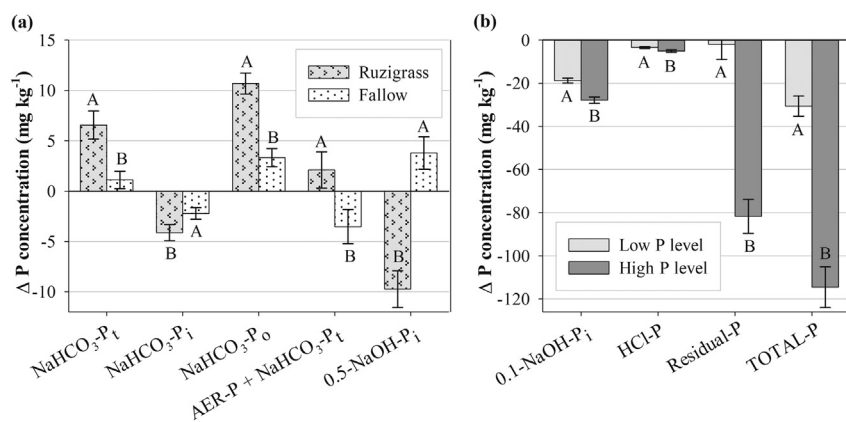 (a)
Δ P concentration (mg kg⁻¹)
15
10
5
0
-5
-10
Ruzigrass
Fallow
A
B
B
A
A
B
A
B
B
A
NaHCO₃-Pₜ
NaHCO₃-Pᵢ
NaHCO₃-Pₒ
AER-P + NaHCO₃-Pₜ
0.5-NaOH-Pᵢ
(b)
Δ P concentration (mg kg⁻¹)
0
-20
-40
-60
-80
-100
-120
A
B
A
B
A
B
A
B
Low P level
High P level
0.1-NaOH-Pᵢ
HCl-P
Residual-P
TOTAL-P